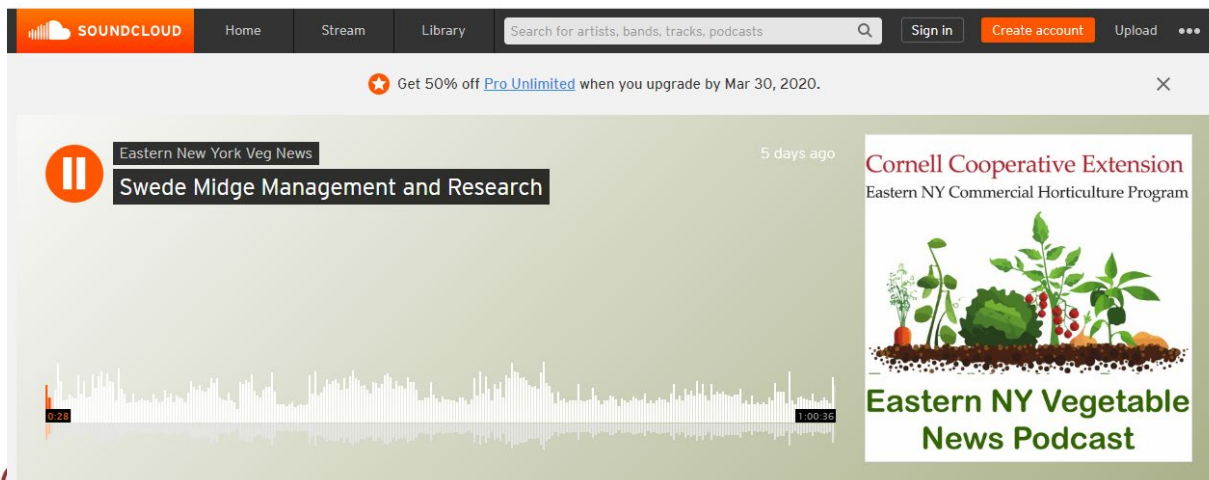 SOUNDCLOUD Home Stream Library Search for artists, bands, tracks, podcasts Sign in Create account Upload
Get 50% off Pro Unlimited when you upgrade by Mar 30, 2020.
Eastern New York Veg News
5 days ago
Swede Midge Management and Research
0:28
1:00:36
Cornell Cooperative Extension
Eastern NY Commercial Horticulture Program
Eastern NY Vegetable
News Podcast